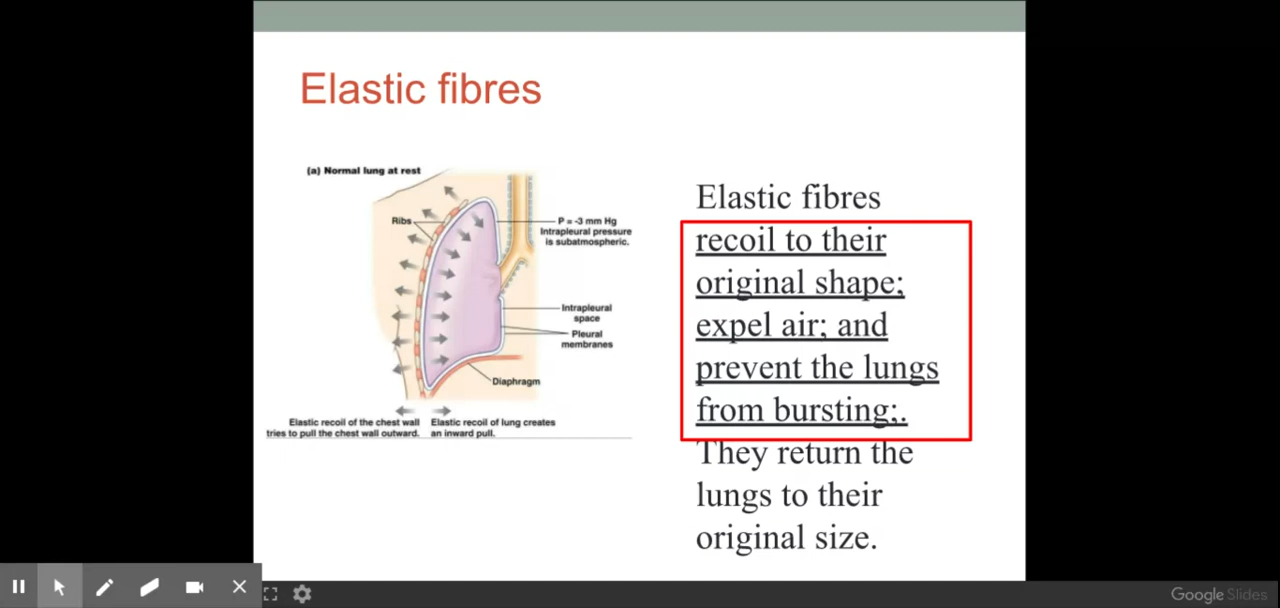 Elastic fibres
(a) Normal lung at rest
Ribs
P = -3 mm Hg
Intrapleural pressure
is subatmospheric.
Intrapleural
space
Pleural
membranes
Diaphragm
Elastic recoil of the chest wall
tries to pull the chest wall outward.
Elastic recoil of lung creates
an inward pull.
Elastic fibres
recoil to their
original shape;
expel air; and
prevent the lungs
from bursting;.
They return the
lungs to their
original size.
Google Slides